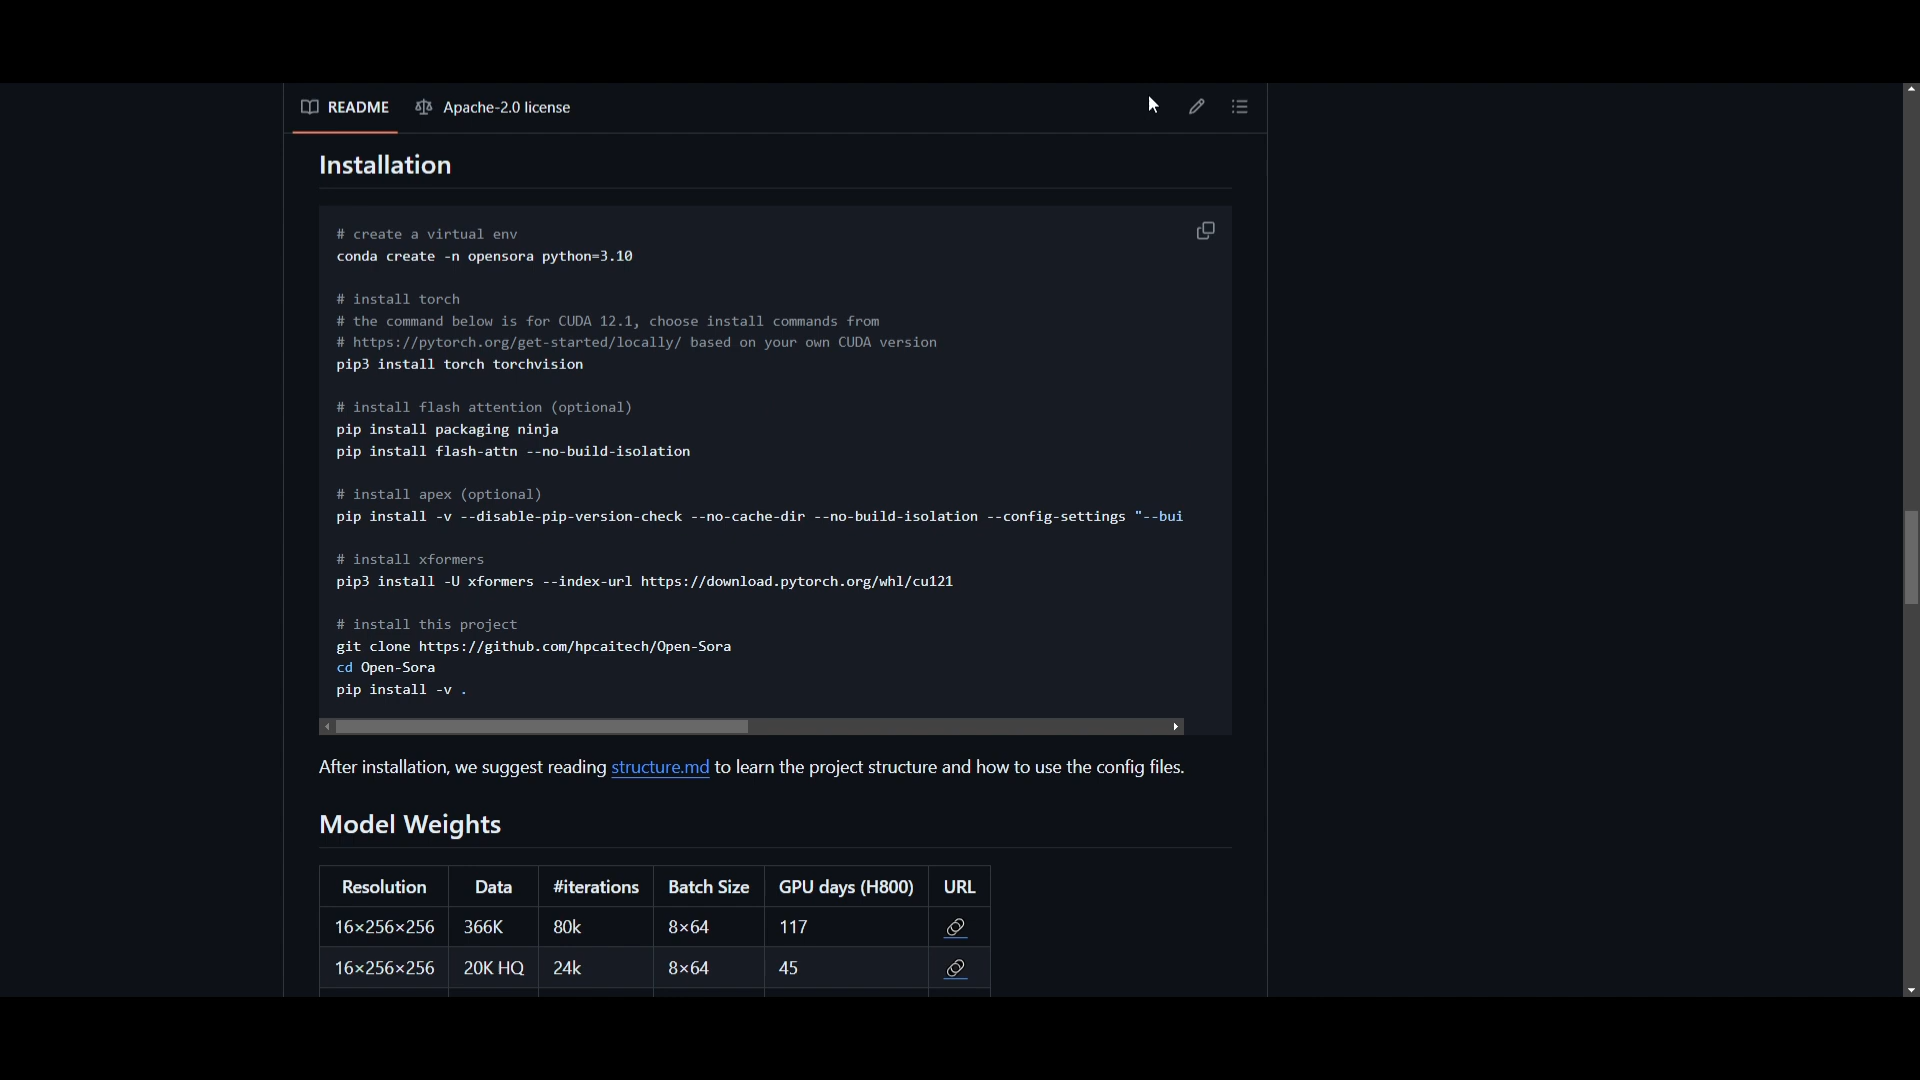 README Apache-2.0 license
Installation
# create a virtual env
conda create -n opensora python=3.10
# install torch
# the command below is for CUDA 12.1, choose install commands from
# https://pytorch.org/get-started/locally/ based on your own CUDA version
pip3 install torch torchvision
# install flash attention (optional)
pip install packaging ninja
pip install flash-attn --no-build-isolation
# install apex (optional)
pip install -v --disable-pip-version-check --no-cache-dir --no-build-isolation --config-settings "--bui
# install xformers
pip3 install -U xformers --index-url https://download.pytorch.org/whl/cu121
# install this project
git clone https://github.com/hpcaitech/Open-Sora
cd Open-Sora
pip install -v .
After installation, we suggest reading structure.md to learn the project structure and how to use the config files.
Model Weights
Resolution Data #iterations Batch Size GPU days (H800) URL
16×256×256 366K 80k 8×64 117
16×256×256 20K HQ 24k 8×64 45